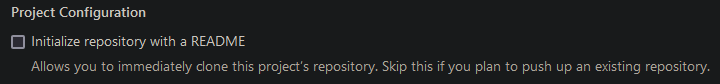 Project Configuration
Initialize repository with a README
Allows you to immediately clone this project's repository. Skip this if you plan to push up an existing repository.